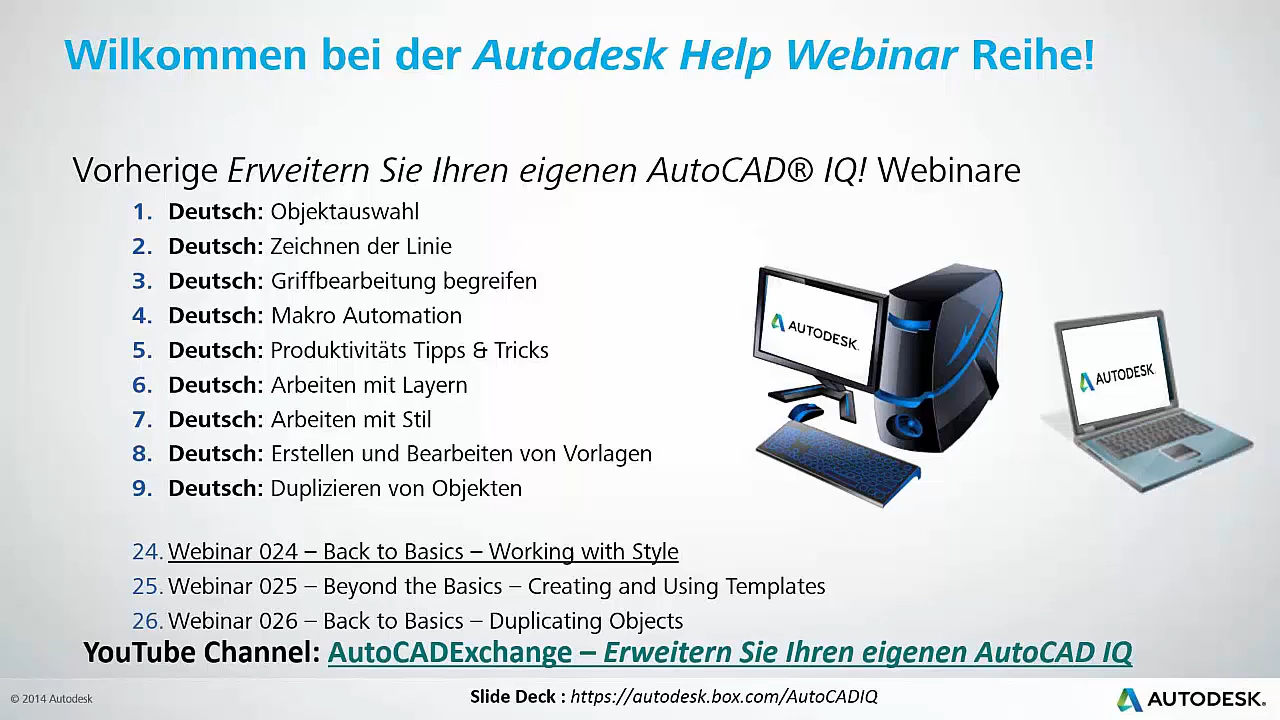 Wilkommen bei der Autodesk Help Webinar Reihe!
Vorherige Erweitern Sie Ihren eigenen AutoCAD® IQ! Webinare
1. Deutsch: Objektauswahl
2. Deutsch: Zeichnen der Linie
3. Deutsch: Griffbearbeitung begreifen
4. Deutsch: Makro Automation
5. Deutsch: Produktivitäts Tipps & Tricks
6. Deutsch: Arbeiten mit Layern
7. Deutsch: Arbeiten mit Stil
8. Deutsch: Erstellen und Bearbeiten von Vorlagen
9. Deutsch: Duplizieren von Objekten
AUTODESK.
AUTODESK.
24. Webinar 024 – Back to Basics – Working with Style
25. Webinar 025 – Beyond the Basics – Creating and Using Templates
26. Webinar 026 – Back to Basics – Duplicating Objects
YouTube Channel: AutoCADExchange – Erweitern Sie Ihren eigenen AutoCAD IQ
© 2014 Autodesk
Slide Deck : https://autodesk.box.com/AutoCADIQ
AUTODESK.